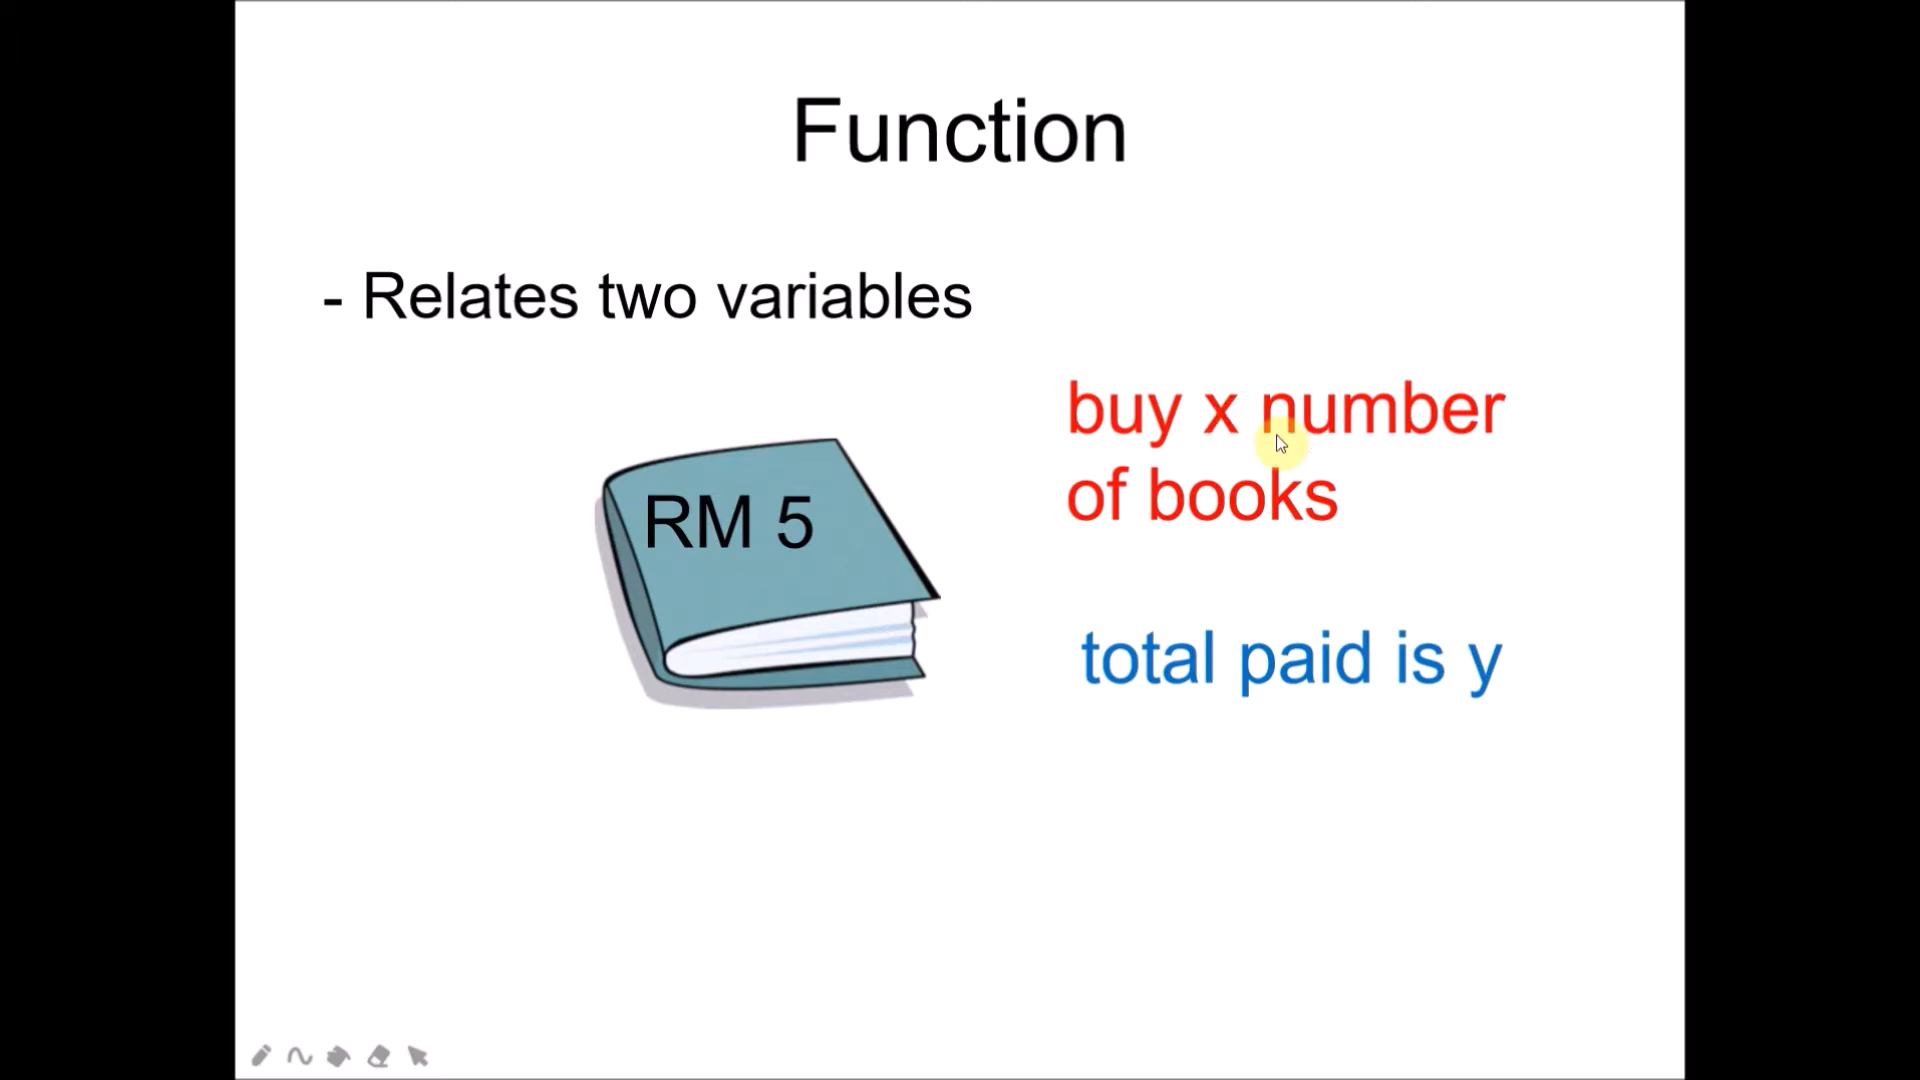 Function
- Relates two variables
buy x number
of books
RM 5
total paid is y